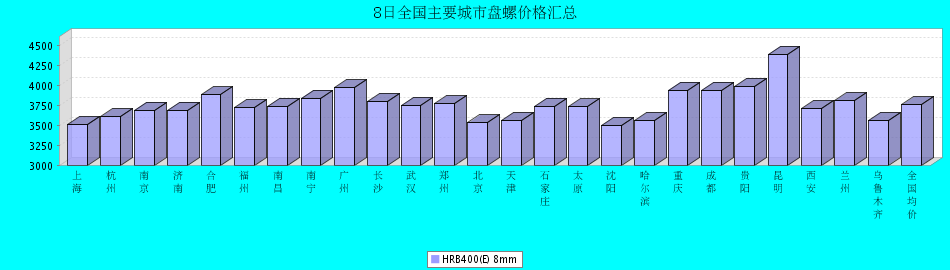 8日全国主要城市盘螺价格汇总
4500
4250
4000
3750
3500
3250
3000
上海
杭州
南京
济南
合肥
福州
南昌
南宁
广州
长沙
武汉
郑州
北京
天津
石家庄
太原
沈阳
哈尔滨
重庆
成都
贵阳
昆明
西安
兰州
乌鲁木齐
全国均价
HRB400(E) 8mm